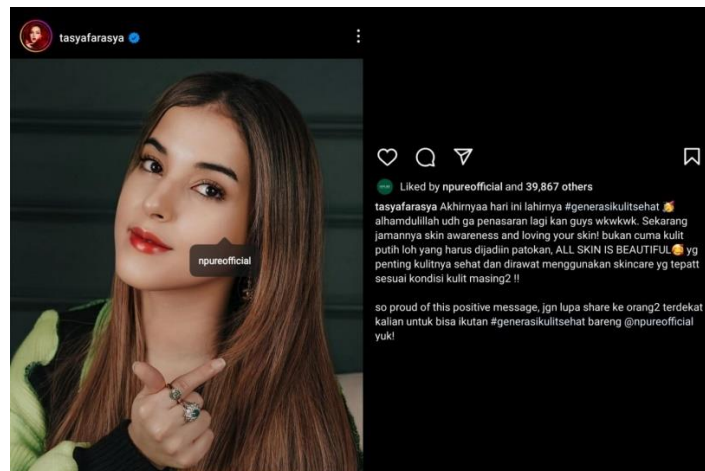 tasyafarasya
npureofficial
Liked by npureofficial and 39,867 others
tasyafarasya Akhirnyaa hari ini lahirnya #generasikulitsehat 🥳
alhamdulillah udh ga penasaran lagi kan guys wkwkwk. Sekarang
jamannya skin awareness and loving your skin! bukan cuma kulit
putih loh yang harus dijadiin patokan, ALL SKIN IS BEAUTIFUL🥰 yg
penting kulitnya sehat dan dirawat menggunakan skincare yg tepatt
sesuai kondisi kulit masing2 !!
so proud of this positive message, jgn lupa share ke orang2 terdekat
kalian untuk bisa ikutan #generasikulitsehat bareng @npureofficial
yuk!